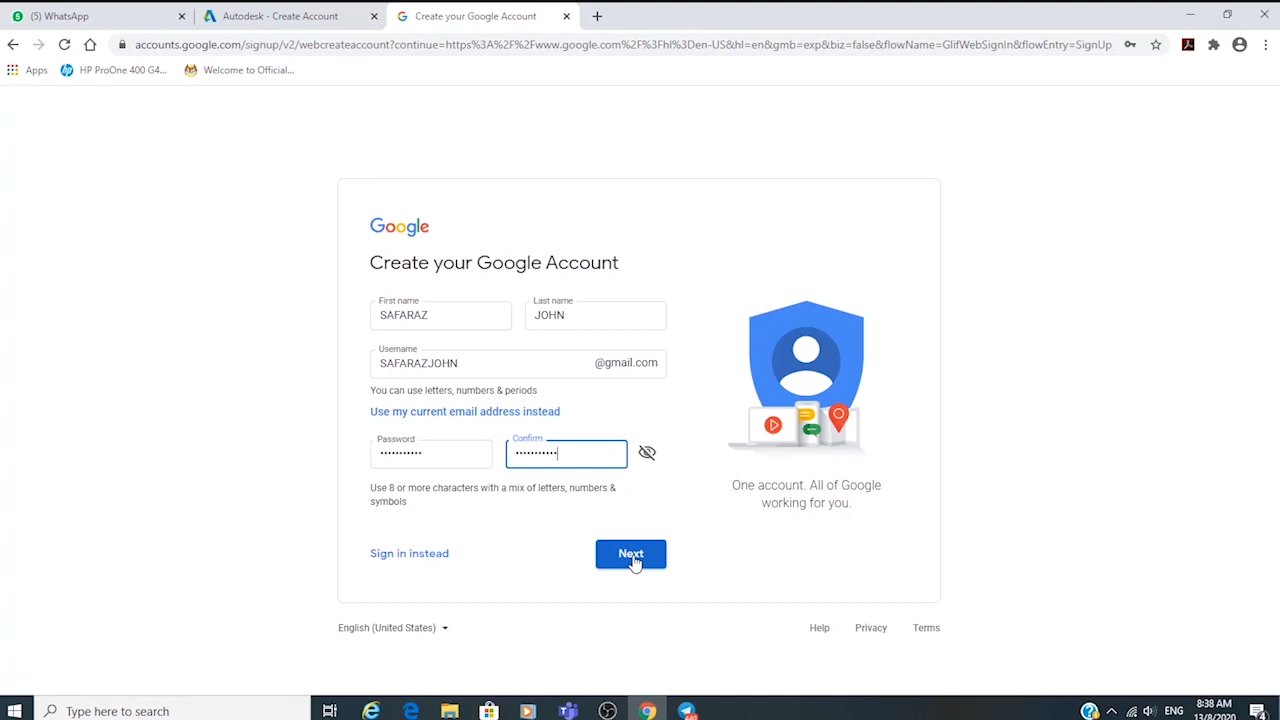 (5) WhatsApp
Autodesk - Create Account
Create your Google Account
accounts.google.com/signup/v2/webcreateaccount?continue=https%3A%2F%2Fwww.google.com%2F%3Fhl%3Den-US&hl=en&gmb=exp&biz=false&flowName=GlifWebSignIn&flowEntry=SignUp
Apps
HP ProOne 400 G4...
Welcome to Official...
Google
Create your Google Account
First name
Last name
SAFARAZ
JOHN
Username
SAFARAZJOHN
@gmail.com
You can use letters, numbers & periods
Use my current email address instead
Password
Confirm
•••••••••••
•••••••••••
Use 8 or more characters with a mix of letters, numbers &
symbols
Sign in instead
Next
One account. All of Google
working for you.
English (United States)
Help
Privacy
Terms
Type here to search
ENG
8:38 AM
13/8/2020